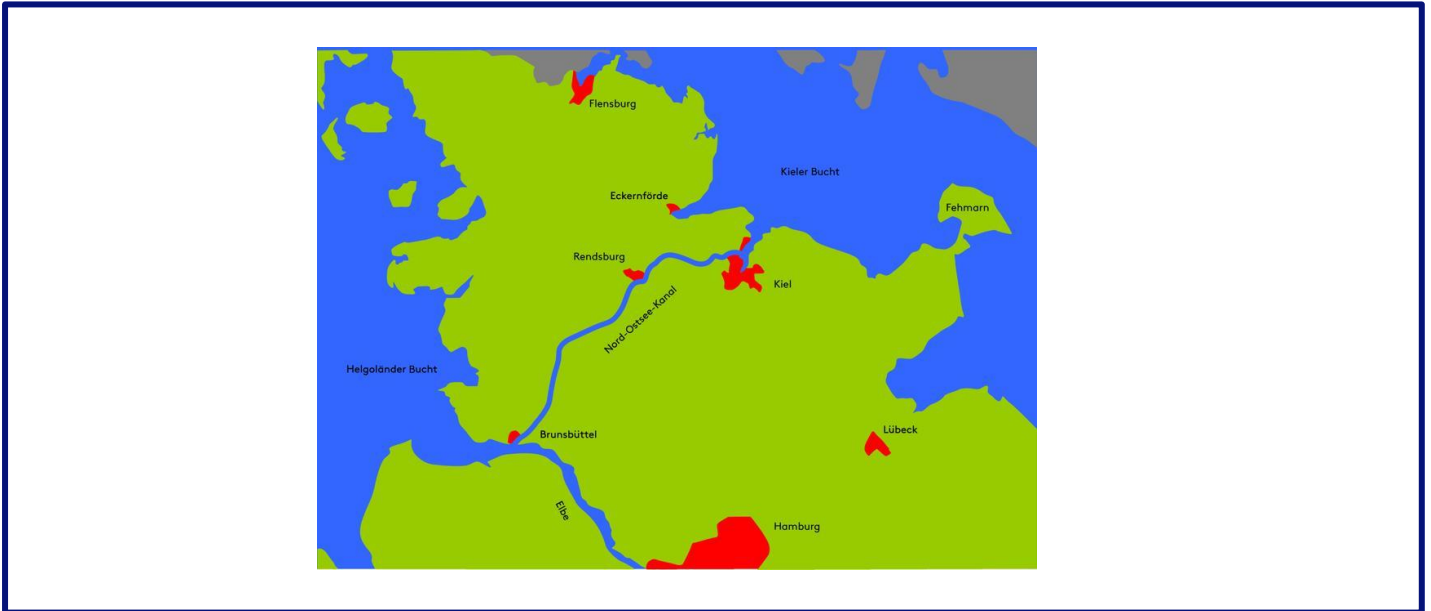 Flensburg
Kieler Bucht
Eckernförde
Fehmarn
Rendsburg
Kiel
Nord-Ostsee-Kanal
Helgoländer Bucht
Brunsbüttel
Lübeck
Elbe
Hamburg